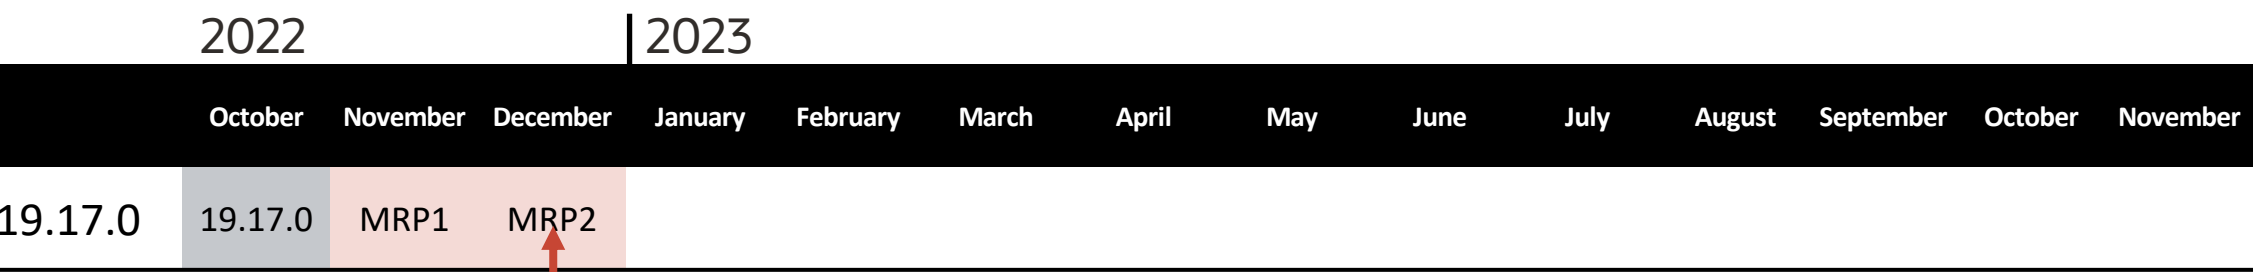 2022 2023
October November December January February March April May June July August September October November
19.17.0 19.17.0 MRP1 MRP2